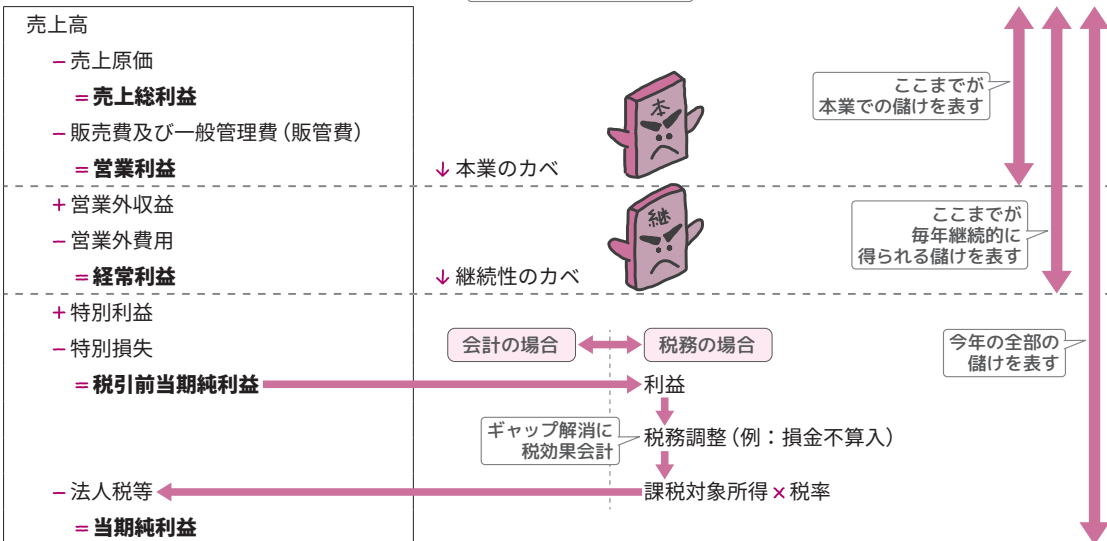 売上高
－売上原価
＝売上総利益
－販売費及び一般管理費（販管費）
＝営業利益
↓ 本業のカベ
本
ここまでが
本業での儲けを表す
＋営業外収益
－営業外費用
＝経常利益
↓ 継続性のカベ
継
ここまでが
毎年継続的に
得られる儲けを表す
＋特別利益
－特別損失
＝税引前当期純利益
会計の場合
税務の場合
今年の全部の
儲けを表す
利益
ギャップ解消に
税効果会計
税務調整（例：損金不算入）
－法人税等
課税対象所得×税率
＝当期純利益